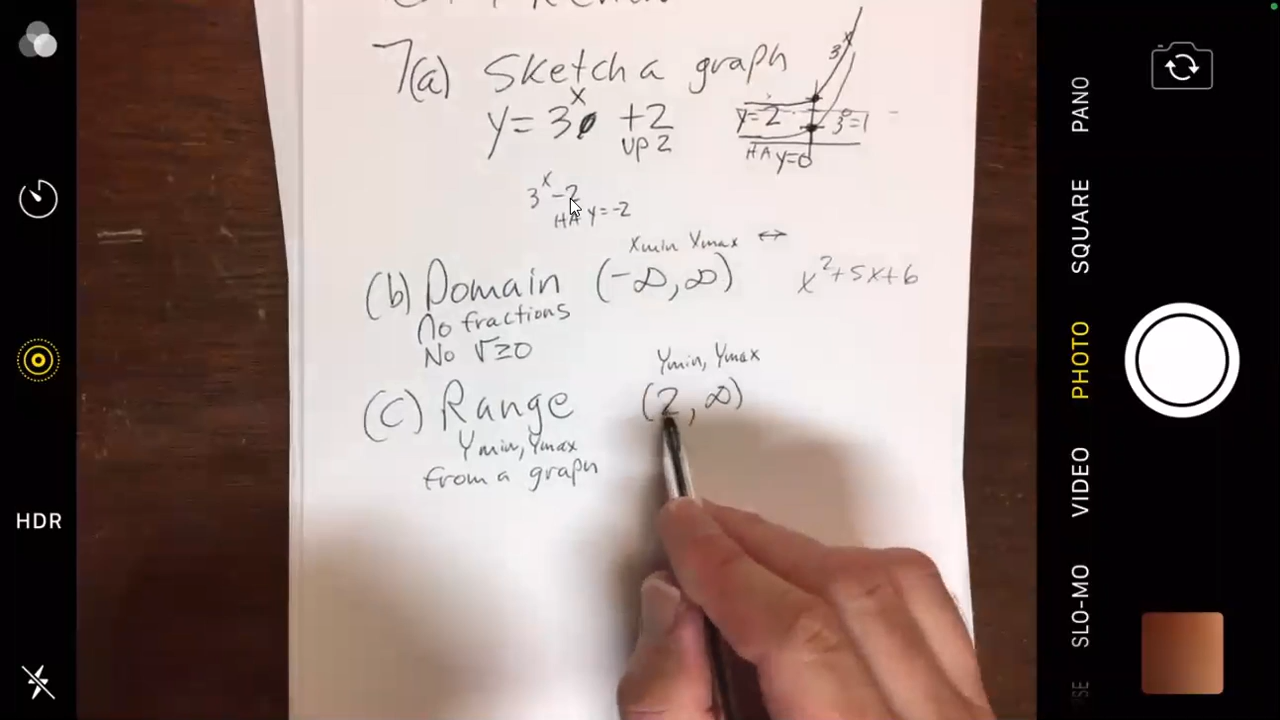 7(a) Sketch a graph
y = 3^x + 2
up 2
3^x
y = 2
3^0 = 1
HA y = 0
3^x - 2
HA y = -2
Xmin Xmax ↔
(b) Domain (-∞, ∞)
x^2 + 5x + 6
No fractions
No √≥0
Ymin, Ymax
(c) Range (2, ∞)
Ymin, Ymax
from a graph
HDR
PANO
SQUARE
PHOTO
VIDEO
SLO-MO